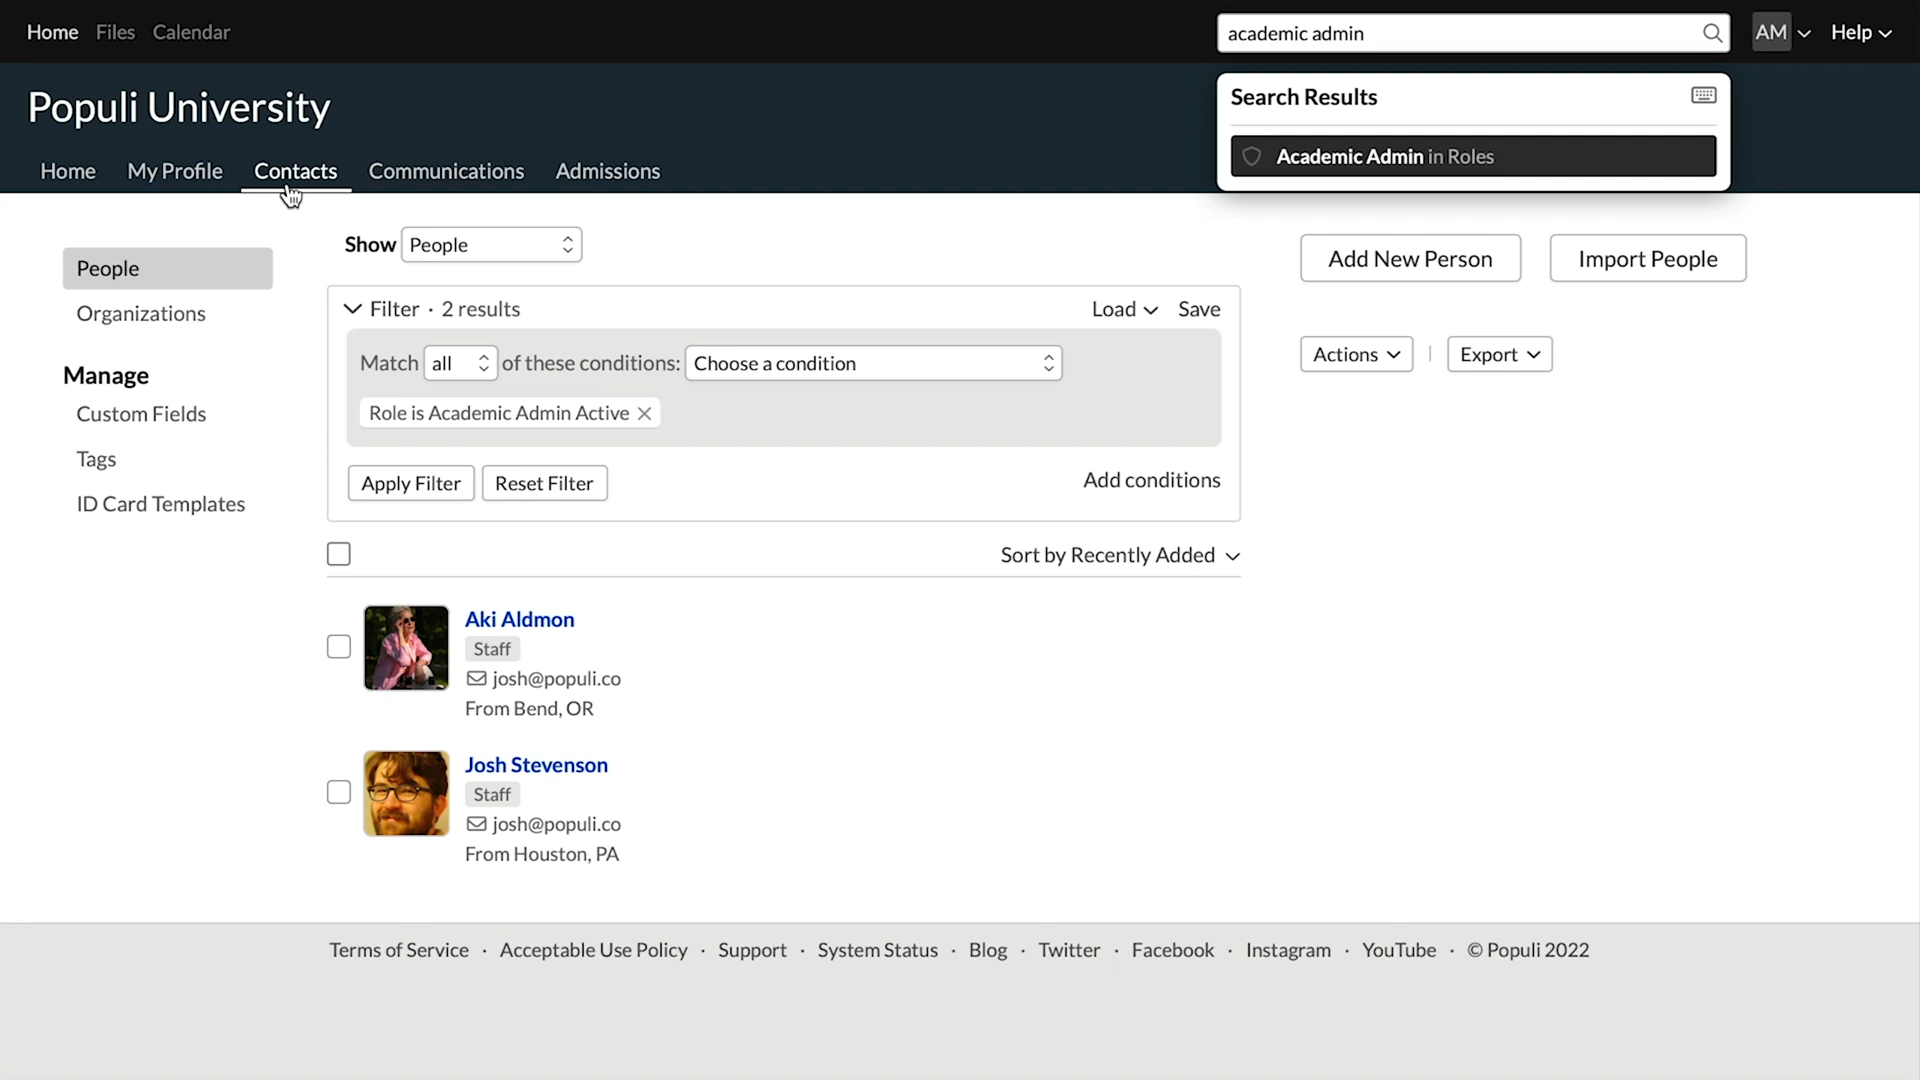 Home Files Calendar
academic admin
AM
Help
Populi University
Search Results
Academic Admin in Roles
Home My Profile Contacts Communications Admissions
People
Organizations
Manage
Custom Fields
Tags
ID Card Templates
Show People
Filter · 2 results
Load Save
Match all of these conditions: Choose a condition
Role is Academic Admin Active
Apply Filter Reset Filter
Add conditions
Sort by Recently Added
Aki Aldmon
Staff
josh@populi.co
From Bend, OR
Josh Stevenson
Staff
josh@populi.co
From Houston, PA
Add New Person Import People
Actions | Export
Terms of Service · Acceptable Use Policy · Support · System Status · Blog · Twitter · Facebook · Instagram · YouTube · © Populi 2022